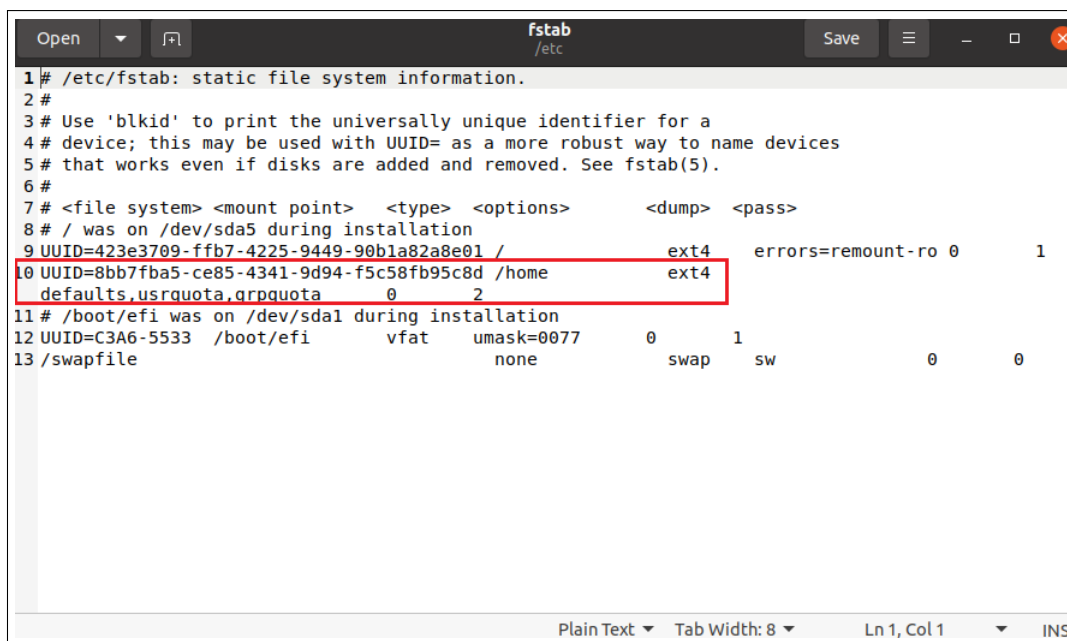 Open
fstab
/etc
Save
1 # /etc/fstab: static file system information.
2 #
3 # Use 'blkid' to print the universally unique identifier for a
4 # device; this may be used with UUID= as a more robust way to name devices
5 # that works even if disks are added and removed. See fstab(5).
6 #
7 # <file system> <mount point>   <type>  <options>       <dump>  <pass>
8 # / was on /dev/sda5 during installation
9 UUID=423e3709-ffb7-4225-9449-90b1a82a8e01 /               ext4    errors=remount-ro 0       1
10 UUID=8bb7fba5-ce85-4341-9d94-f5c58fb95c8d /home           ext4
defaults,usrquota,grpquota      0       2
11 # /boot/efi was on /dev/sda1 during installation
12 UUID=C3A6-5533  /boot/efi       vfat    umask=0077      0       1
13 /swapfile                                 none            swap    sw              0       0
Plain Text Tab Width: 8 Ln 1, Col 1 INS